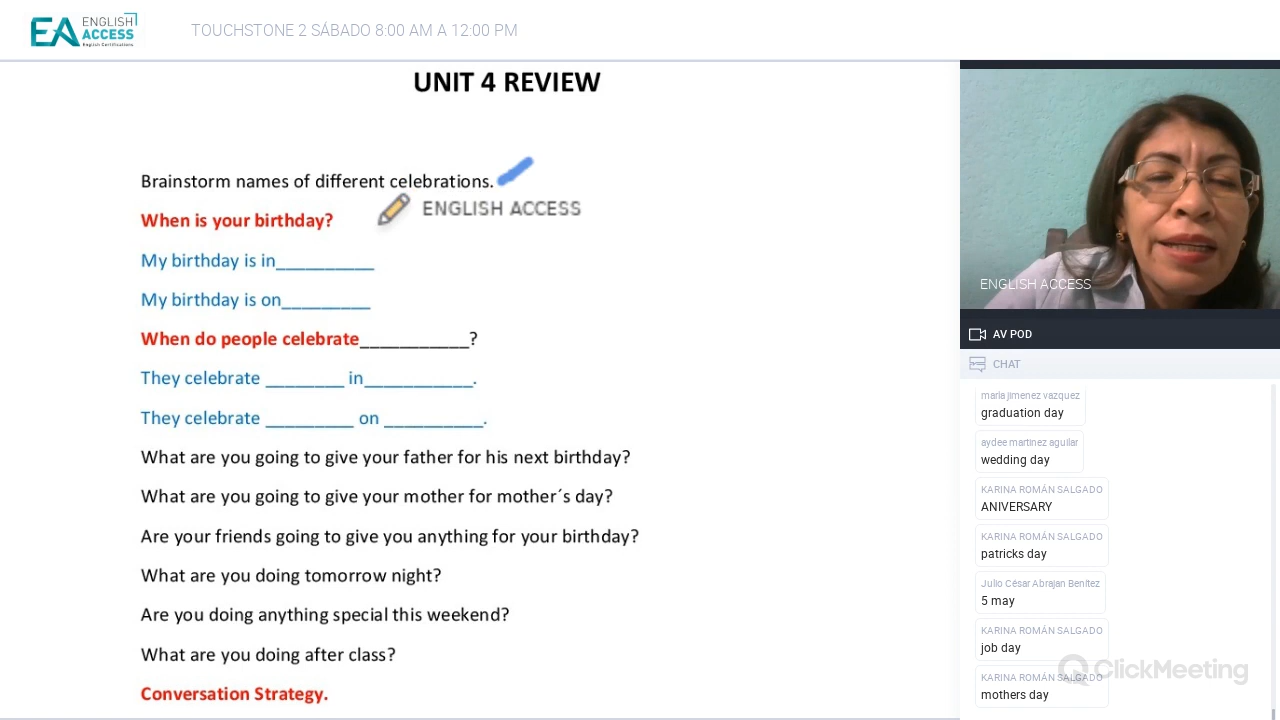 EA ENGLISH ACCESS
English Certifications
TOUCHSTONE 2 SÁBADO 8:00 AM A 12:00 PM
UNIT 4 REVIEW
Brainstorm names of different celebrations.
When is your birthday?
ENGLISH ACCESS
My birthday is in__________
My birthday is on_________
When do people celebrate___________?
They celebrate ________ in___________.
They celebrate _________ on __________.
What are you going to give your father for his next birthday?
What are you going to give your mother for mother´s day?
Are your friends going to give you anything for your birthday?
What are you doing tomorrow night?
Are you doing anything special this weekend?
What are you doing after class?
Conversation Strategy.
ENGLISH ACCESS
AV POD
CHAT
maria jimenez vazquez
graduation day
aydee martinez aguilar
wedding day
KARINA ROMÁN SALGADO
ANIVERSARY
KARINA ROMÁN SALGADO
patricks day
Julio César Abrajan Benítez
5 may
KARINA ROMÁN SALGADO
job day
KARINA ROMÁN SALGADO
mothers day
ClickMeeting